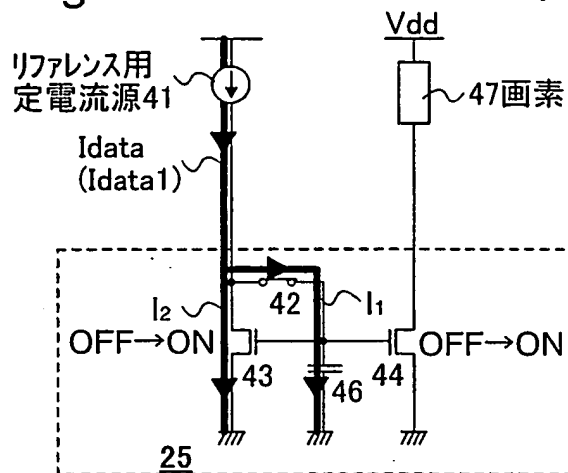 Vdd
リファレンス用
定電流源41
47画素
Idata
(Idata1)
I₂
42
I₁
OFF→ON
43
46
44
OFF→ON
25